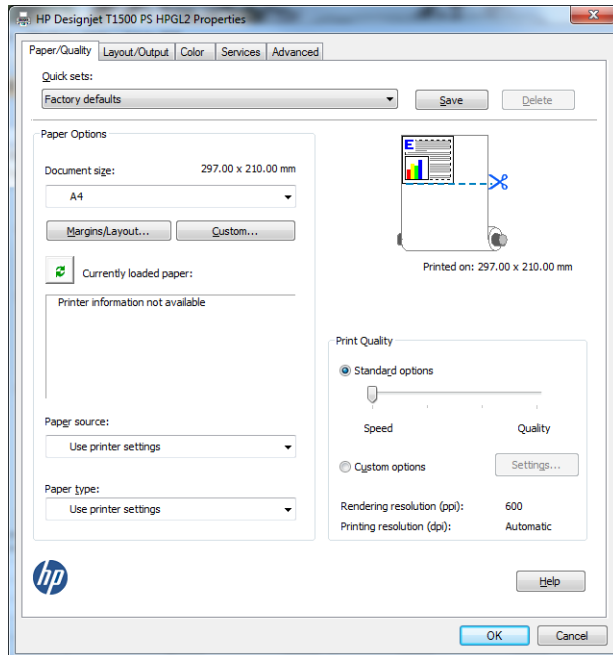 HP Designjet T1500 PS HPGL2 Properties
Paper/Quality Layout/Output Color Services Advanced
Quick sets:
Factory defaults
Save
Delete
Paper Options
Document size: 297.00 x 210.00 mm
A4
Margins/Layout...
Custom...
Currently loaded paper:
Printer information not available
Paper source:
Use printer settings
Paper type:
Use printer settings
E
Printed on: 297.00 x 210.00 mm
Print Quality
Standard options
Speed Quality
Custom options
Settings...
Rendering resolution (ppi): 600
Printing resolution (dpi): Automatic
hp
Help
OK
Cancel